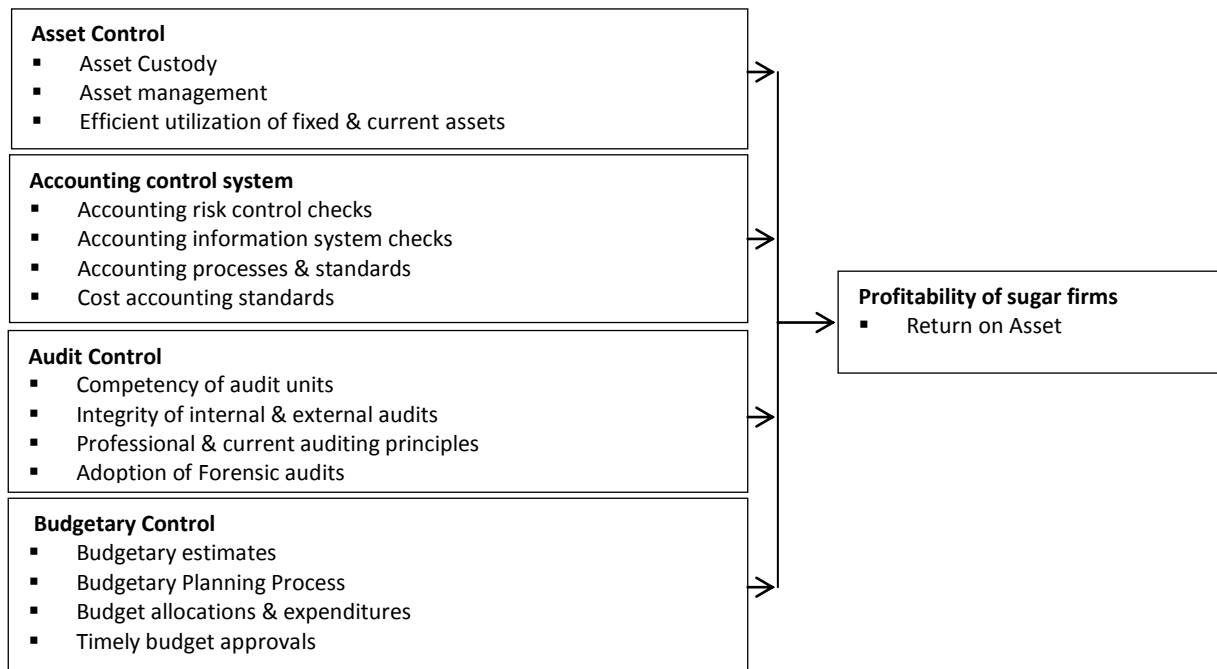 Asset Control
▪ Asset Custody
▪ Asset management
▪ Efficient utilization of fixed & current assets
Accounting control system
▪ Accounting risk control checks
▪ Accounting information system checks
▪ Accounting processes & standards
▪ Cost accounting standards
Audit Control
▪ Competency of audit units
▪ Integrity of internal & external audits
▪ Professional & current auditing principles
▪ Adoption of Forensic audits
Budgetary Control
▪ Budgetary estimates
▪ Budgetary Planning Process
▪ Budget allocations & expenditures
▪ Timely budget approvals
Profitability of sugar firms
▪ Return on Asset